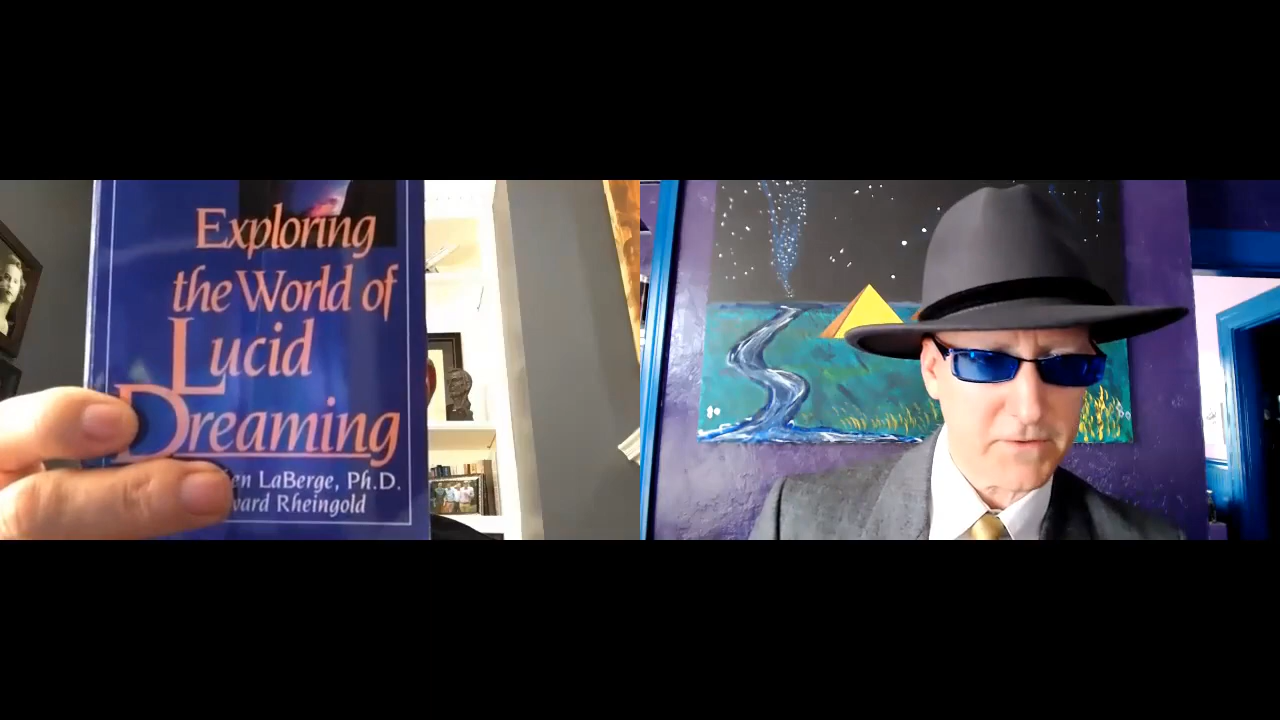 Exploring
the World of
Lucid
Dreaming
LaBerge, Ph.D.
Rheingold